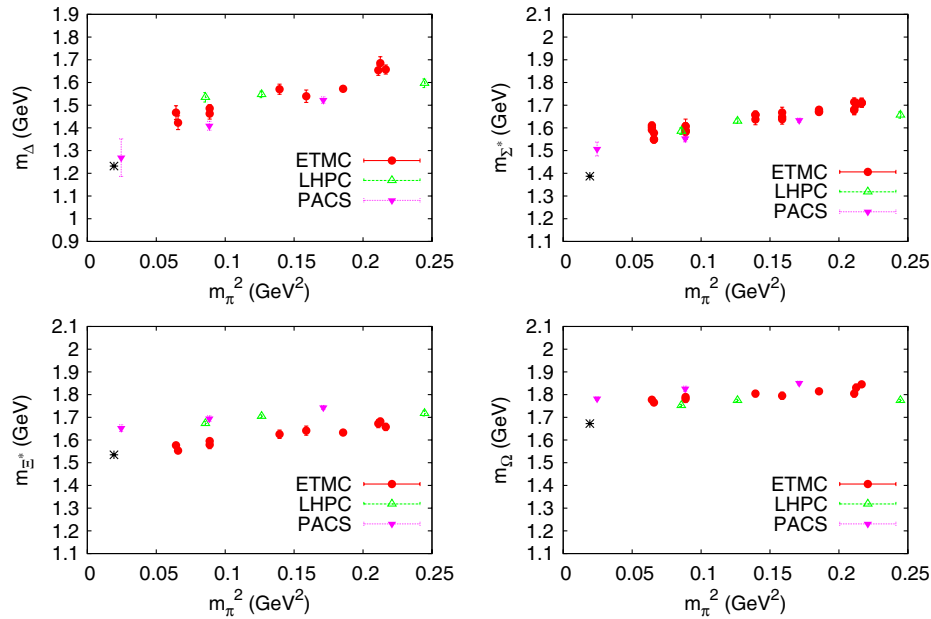 1.9
1.8
1.7
1.6
1.5
1.4
1.3
1.2
1.1
1
0.9
m_Δ (GeV)
ETMC
LHPC
PACS
0 0.05 0.1 0.15 0.2 0.25
m_π^2 (GeV^2)
2.1
2
1.9
1.8
1.7
1.6
1.5
1.4
1.3
1.2
1.1
m_Σ* (GeV)
ETMC
LHPC
PACS
0 0.05 0.1 0.15 0.2 0.25
m_π^2 (GeV^2)
2.1
2
1.9
1.8
1.7
1.6
1.5
1.4
1.3
1.2
1.1
m_Ξ* (GeV)
ETMC
LHPC
PACS
0 0.05 0.1 0.15 0.2 0.25
m_π^2 (GeV^2)
2.1
2
1.9
1.8
1.7
1.6
1.5
1.4
1.3
1.2
1.1
m_Ω (GeV)
ETMC
LHPC
PACS
0 0.05 0.1 0.15 0.2 0.25
m_π^2 (GeV^2)